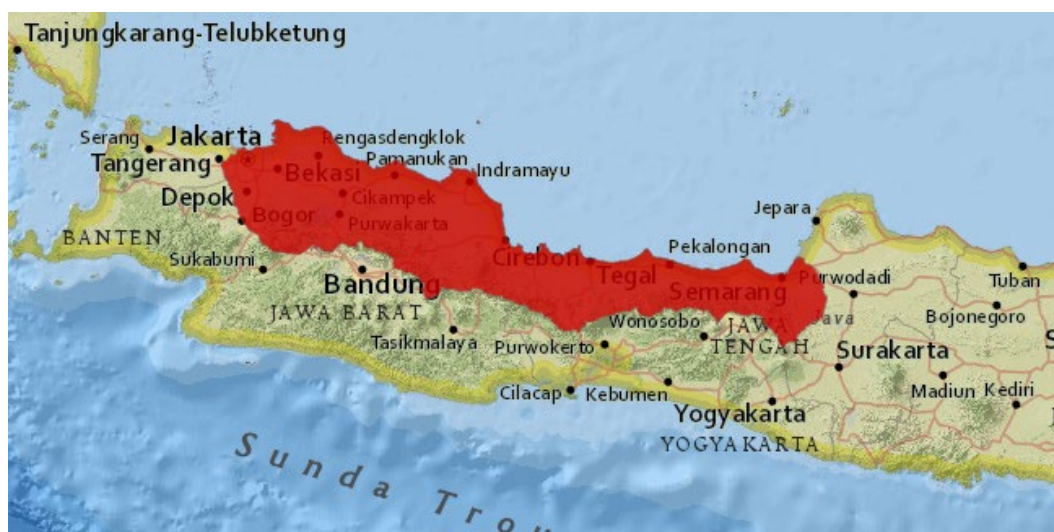 Tanjungkarang-Telubketung
Serang
Jakarta
Rengasdengklok
Tangerang
Bekasi
Pamanukan
Indramayu
Depok
Cikampek
Bogor
Purwakarta
Jepara
BANTEN
Sukabumi
Cirebon
Pekalongan
Bandung
Tegal
Semarang
Purwodadi
Tuban
JAWA BARAT
Wonosobo
JAWA
TENGAH
Java
Bojonegoro
Tasikmalaya
Purwokerto
Surakarta
Cilacap
Kebumen
Madiun
Kediri
Yogyakarta
YOGYAKARTA
Sunda Trou